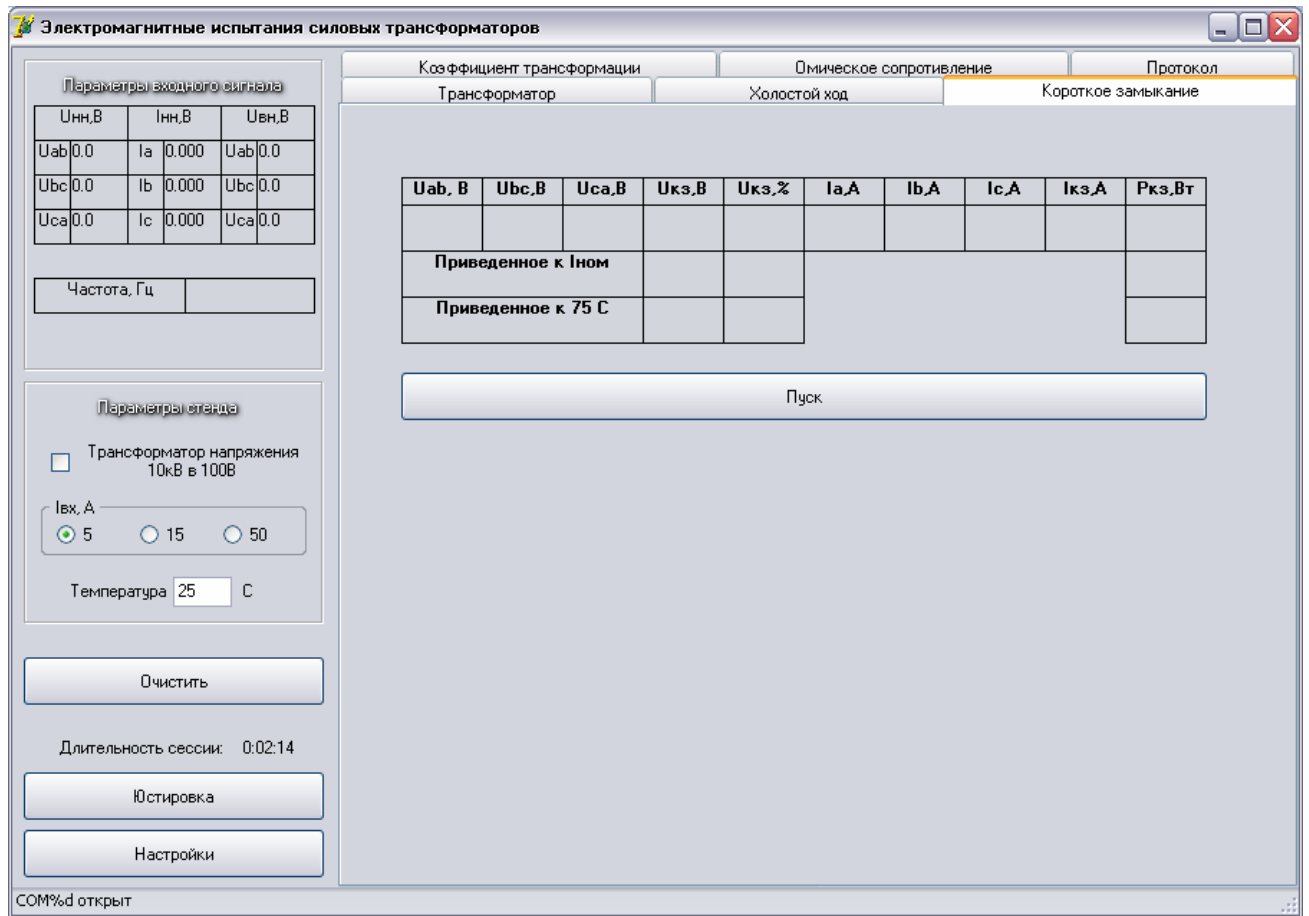 Электромагнитные испытания силовых трансформаторов
Параметры входного сигнала
Uнн,В Iнн,В Uвн,В
Uab 0.0 Ia 0.000 Uab 0.0
Ubc 0.0 Ib 0.000 Ubc 0.0
Uca 0.0 Ic 0.000 Uca 0.0
Частота, Гц
Параметры стенда
Трансформатор напряжения
10кВ в 100В
Iвх, А
5 15 50
Температура 25 С
Очистить
Длительность сессии: 0:02:14
Юстировка
Настройки
Коэффициент трансформации Омическое сопротивление Протокол
Трансформатор Холостой ход Короткое замыкание
Uab, В Ubc,В Uca,В Uкз,В Uкз,% Ia,А Ib,А Ic,А Iкз,А Ркз,Вт
Приведенное к Iном
Приведенное к 75 С
Пуск
COM%d открыт